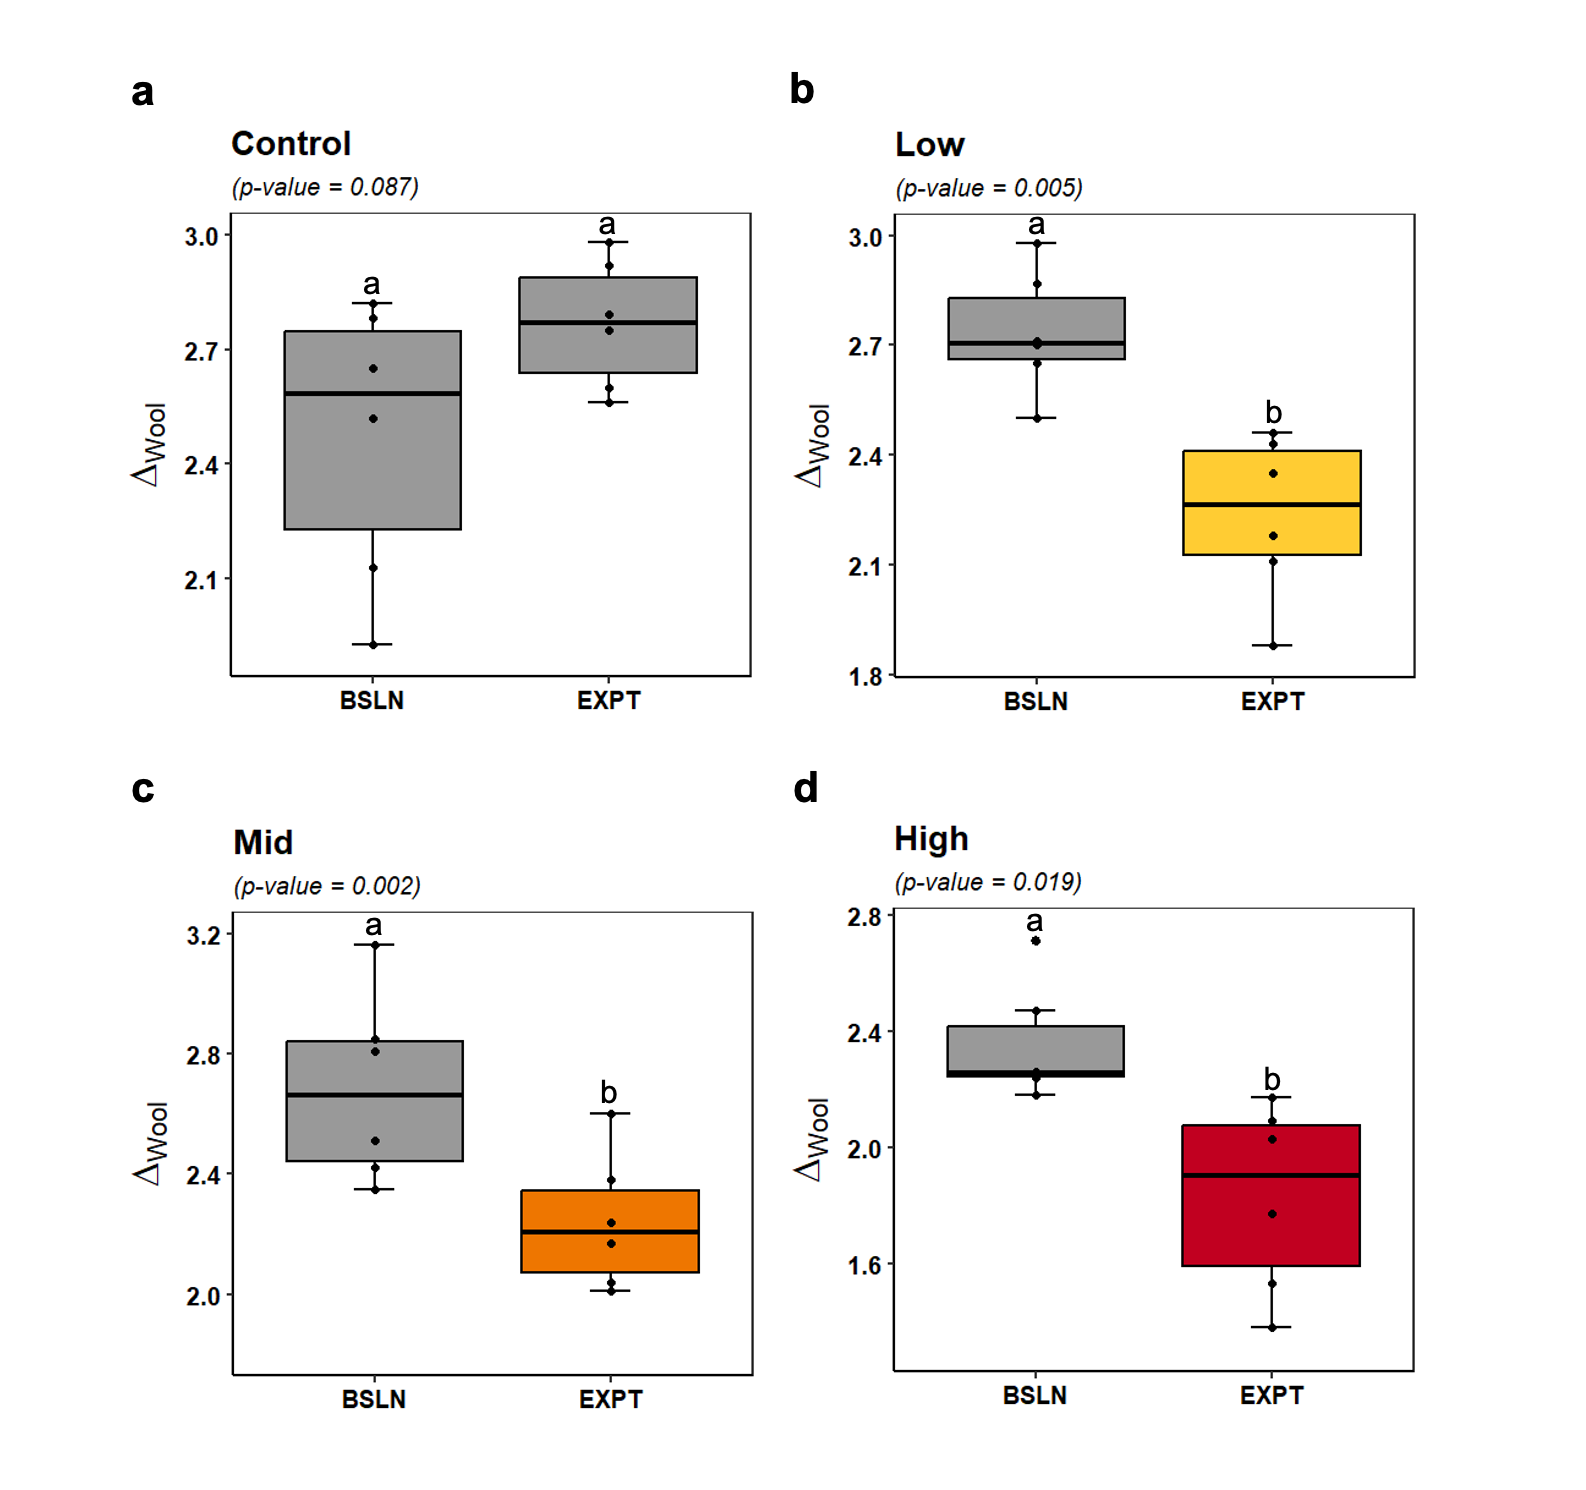 a
Control
(p-value = 0.087)
3.0
2.7
2.4
2.1
ΔWool
a
a
BSLN
EXPT
b
Low
(p-value = 0.005)
3.0
2.7
2.4
2.1
1.8
ΔWool
a
b
BSLN
EXPT
c
Mid
(p-value = 0.002)
3.2
2.8
2.4
2.0
ΔWool
a
b
BSLN
EXPT
d
High
(p-value = 0.019)
2.8
2.4
2.0
1.6
ΔWool
a
b
BSLN
EXPT